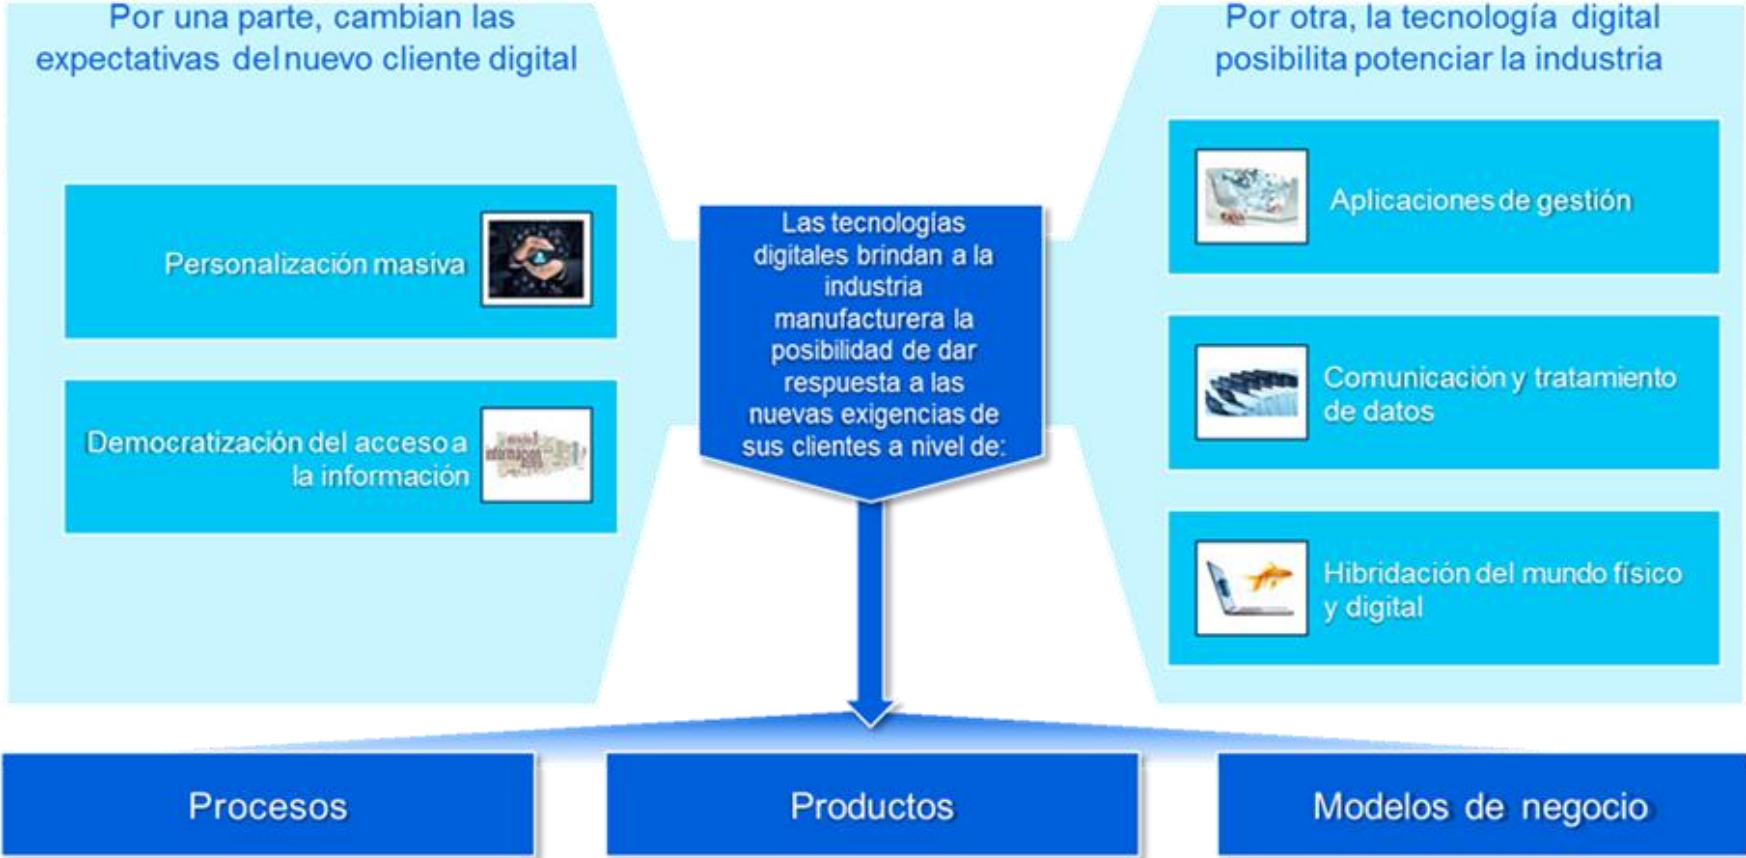 Por una parte, cambian las
expectativas del nuevo cliente digital
Personalización masiva
Democratización del acceso a
la información
información
Las tecnologías
digitales brindan a la
industria
manufacturera la
posibilidad de dar
respuesta a las
nuevas exigencias de
sus clientes a nivel de:
Por otra, la tecnología digital
posibilita potenciar la industria
Aplicaciones de gestión
Comunicación y tratamiento
de datos
Hibridación del mundo físico
y digital
Procesos
Productos
Modelos de negocio